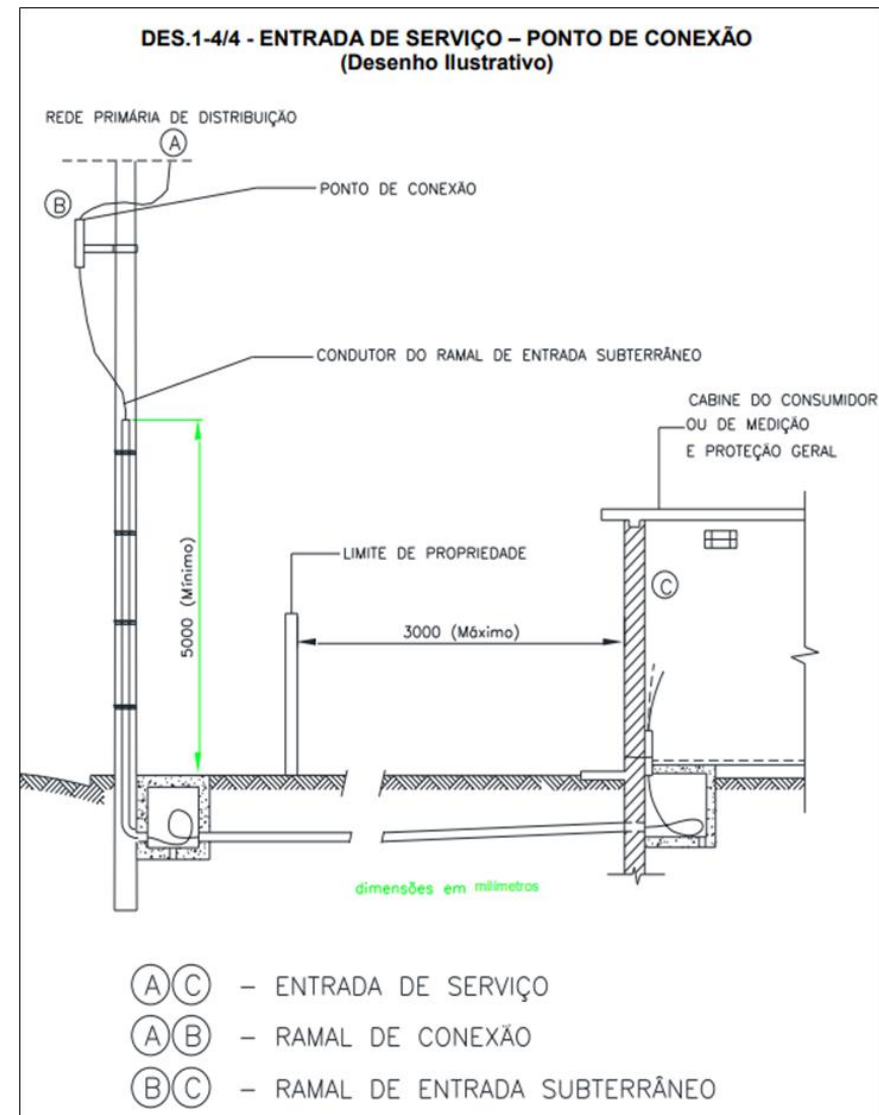 DES.1-4/4 - ENTRADA DE SERVIÇO – PONTO DE CONEXÃO
(Desenho Ilustrativo)
REDE PRIMÁRIA DE DISTRIBUIÇÃO
A
B
PONTO DE CONEXÃO
CONDUTOR DO RAMAL DE ENTRADA SUBTERRÂNEO
CABINE DO CONSUMIDOR
OU DE MEDIÇÃO
E PROTEÇÃO GERAL
5000 (Mínimo)
LIMITE DE PROPRIEDADE
C
3000 (Máximo)
dimensões em milímetros
A C – ENTRADA DE SERVIÇO
A B – RAMAL DE CONEXÃO
B C – RAMAL DE ENTRADA SUBTERRÂNEO